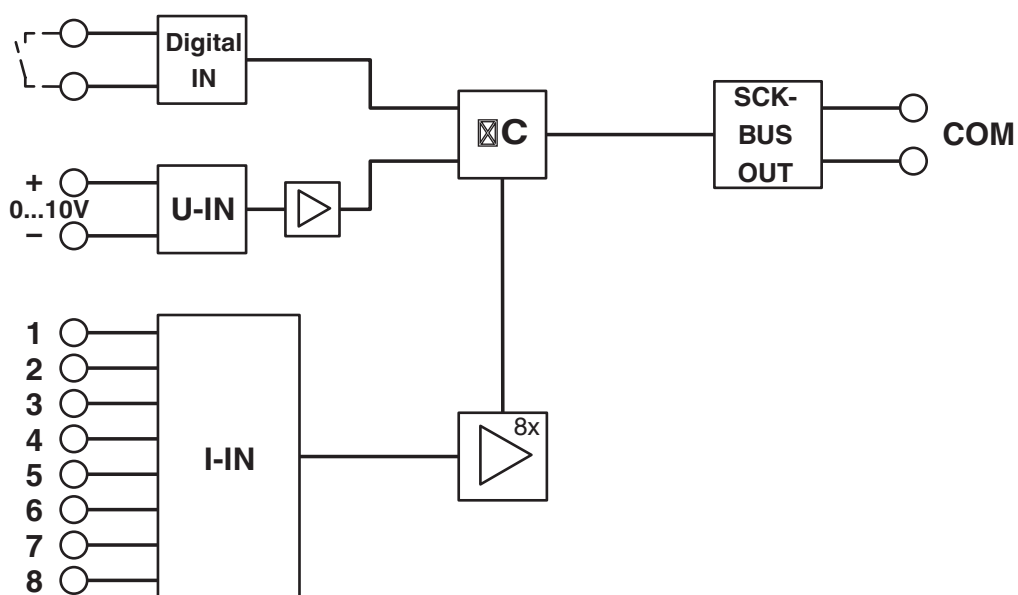 Digital
IN
+
0...10V
−
U-IN
C
SCK-
BUS
OUT
COM
1
2
3
4
5
6
7
8
I-IN
8x